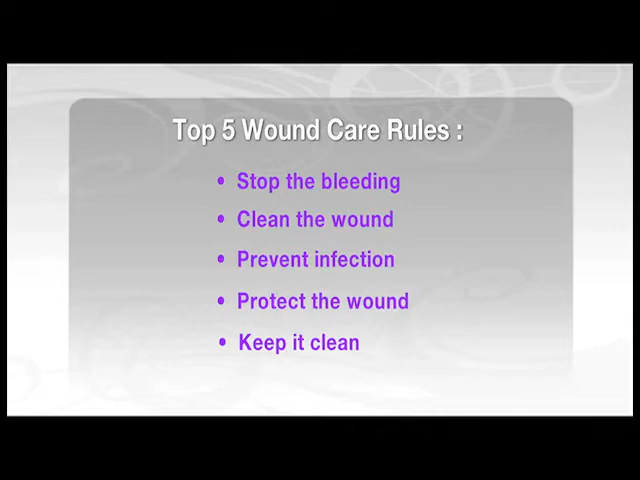 Top 5 Wound Care Rules :
• Stop the bleeding
• Clean the wound
• Prevent infection
• Protect the wound
• Keep it clean